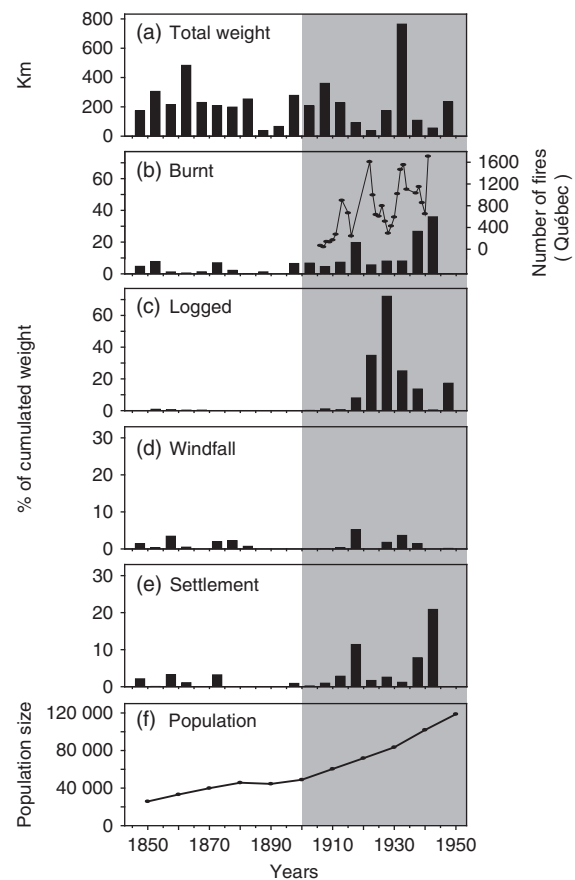 800
(a) Total weight
600
Km
400
200
0
(b) Burnt
60
40
20
0
1600
1200
800
400
0
Number of fires
( Québec )
(c) Logged
60
40
20
0
% of cumulated weight
30
(d) Windfall
20
10
0
30
(e) Settlement
20
10
0
120 000
(f) Population
80 000
40 000
0
Population size
1850 1870 1890 1910 1930 1950
Years